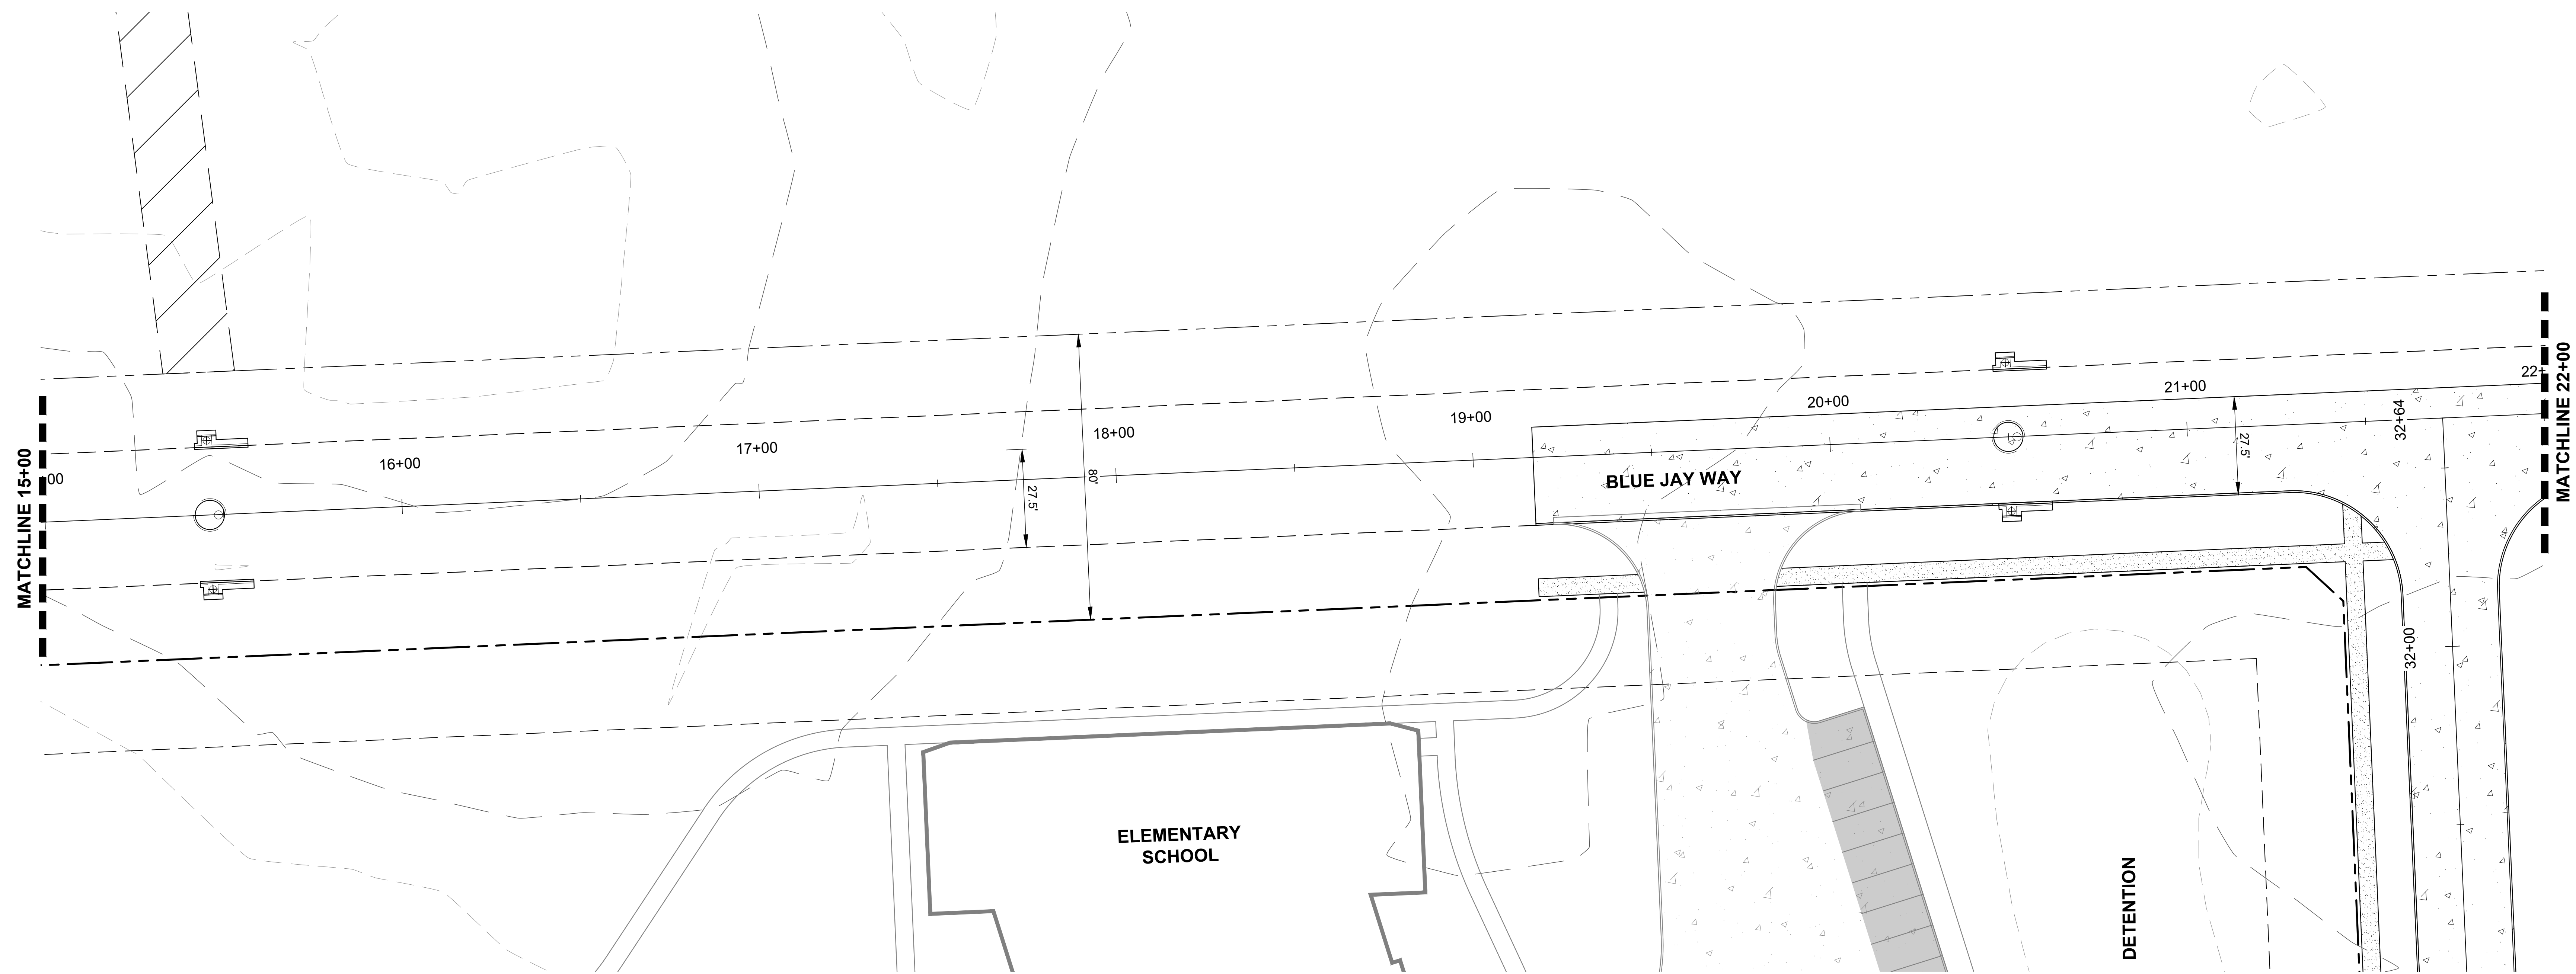 MATCHLINE 15+00
00
16+00
17+00
18+00
19+00
20+00
21+00
22+
MATCHLINE 22+00
27.5'
80'
BLUE JAY WAY
27.5'
32+64
32+00
ELEMENTARY
SCHOOL
DETENTION